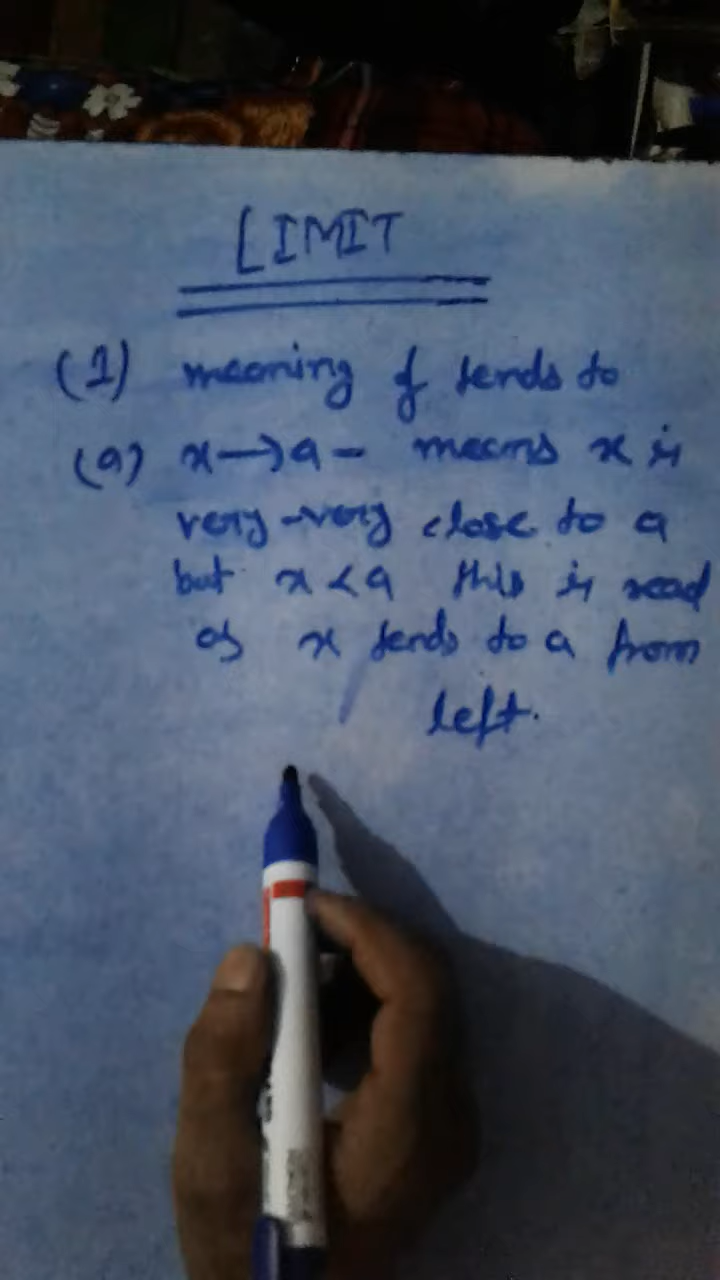 LIMIT
(1) meaning of tends to
(a) x→a- means x is
very-very close to a
but x<a this is read
as x tends to a from
left.